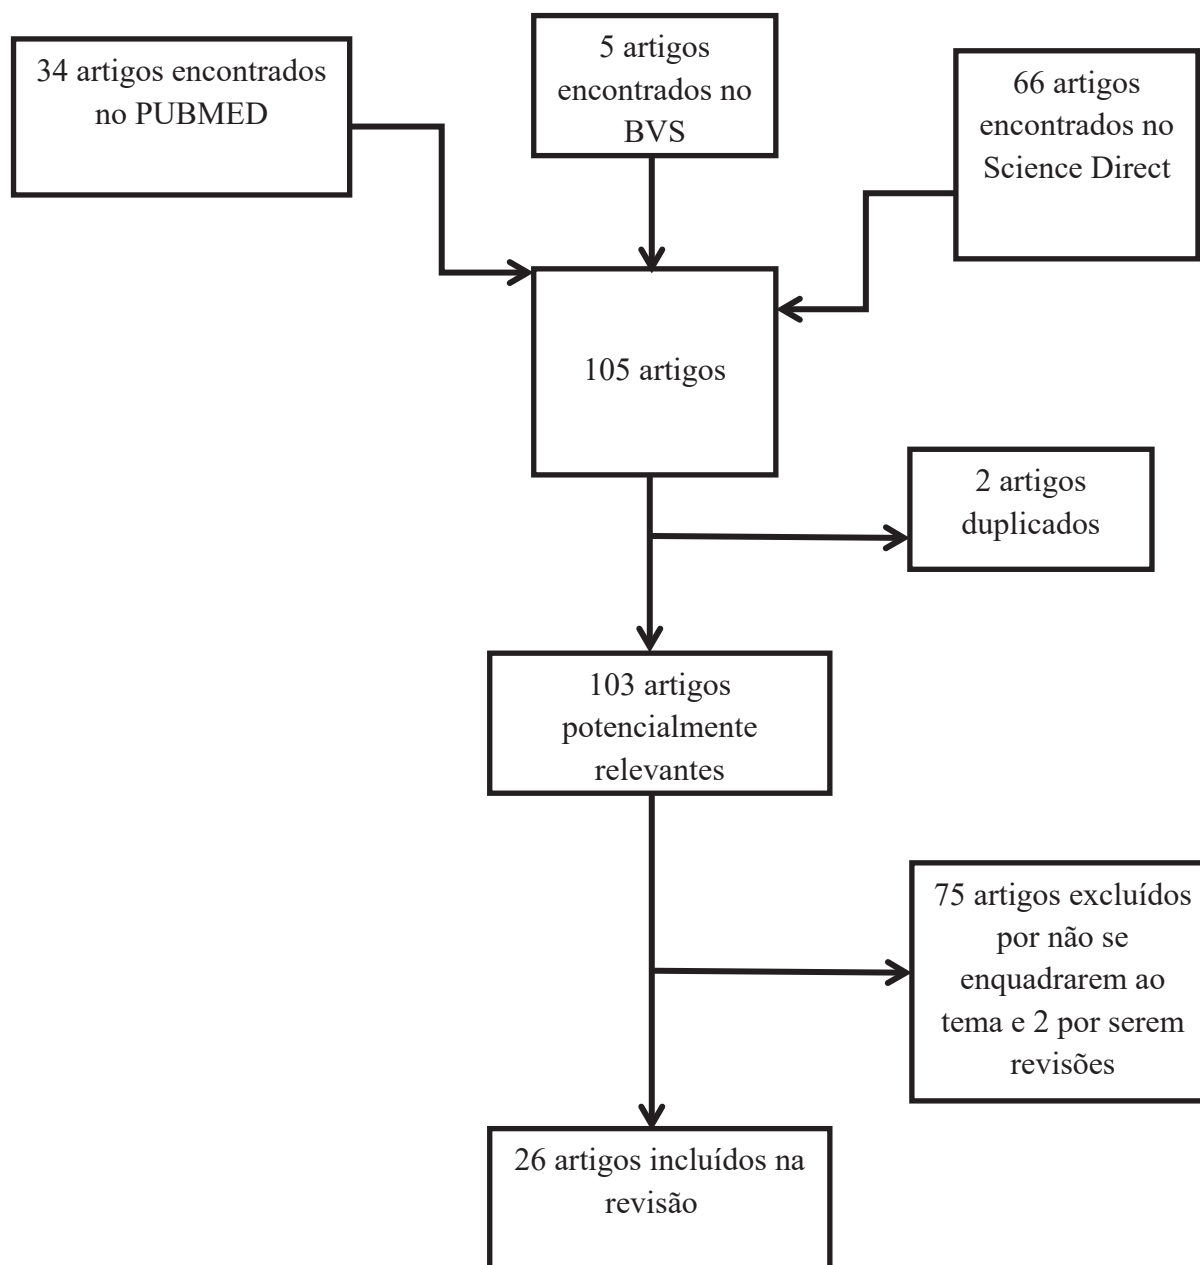 34 artigos encontrados
no PUBMED
5 artigos
encontrados no
BVS
66 artigos
encontrados no
Science Direct
105 artigos
2 artigos
duplicados
103 artigos
potencialmente
relevantes
75 artigos excluídos
por não se
enquadrarem ao
tema e 2 por serem
revisões
26 artigos incluídos na
revisão